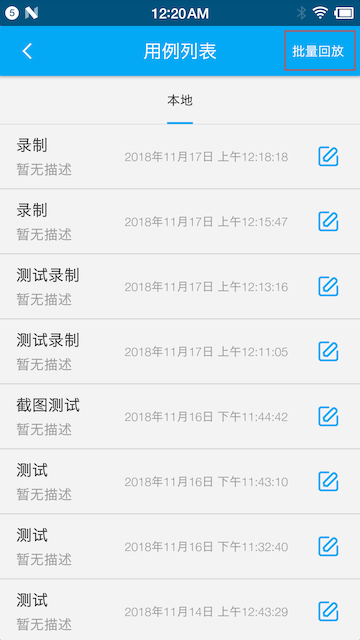 5 12:20AM
用例列表 批量回放
本地
录制
暂无描述
2018年11月17日 上午12:18:18
录制
暂无描述
2018年11月17日 上午12:15:47
测试录制
暂无描述
2018年11月17日 上午12:13:16
测试录制
暂无描述
2018年11月17日 上午12:11:05
截图测试
暂无描述
2018年11月16日 下午11:44:42
测试
暂无描述
2018年11月16日 下午11:43:10
测试
暂无描述
2018年11月16日 下午11:32:40
测试
暂无描述
2018年11月14日 下午12:43:29